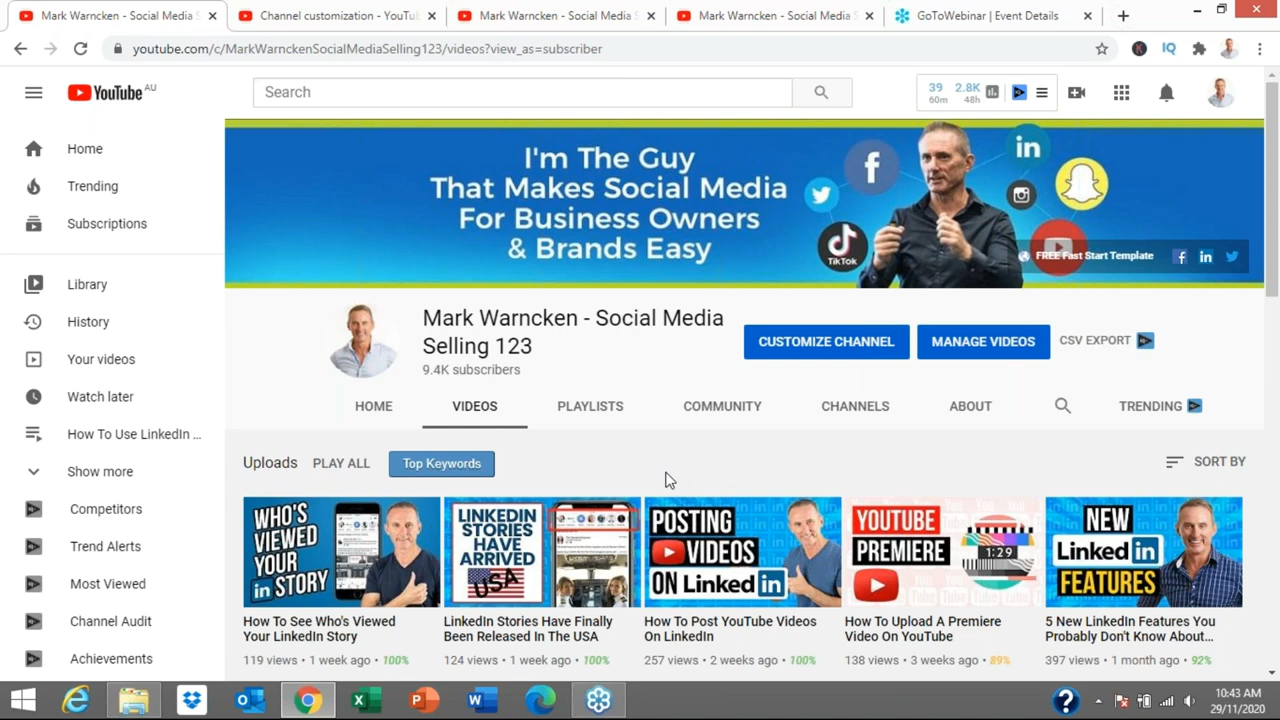 Mark Warncken - Social Media S
Channel customization - YouTu
Mark Warncken - Social Media S
Mark Warncken - Social Media S
GoToWebinar | Event Details
youtube.com/c/MarkWarnckenSocialMediaSelling123/videos?view_as=subscriber
K
IQ
YouTube AU
Search
39 2.8K
60m 48h
Home
Trending
Subscriptions
Library
History
Your videos
Watch later
How To Use LinkedIn ...
Show more
Competitors
Trend Alerts
Most Viewed
Channel Audit
Achievements
I'm The Guy
That Makes Social Media
For Business Owners
& Brands Easy
f
in
TikTok
FREE Fast Start Template
f in
Mark Warncken - Social Media
Selling 123
9.4K subscribers
CUSTOMIZE CHANNEL
MANAGE VIDEOS
CSV EXPORT
HOME
VIDEOS
PLAYLISTS
COMMUNITY
CHANNELS
ABOUT
TRENDING
Uploads
PLAY ALL
Top Keywords
SORT BY
WHO'S
VIEWED
YOUR
in STORY
How To See Who's Viewed
Your LinkedIn Story
119 views • 1 week ago • 100%
LINKEDIN
STORIES
HAVE
ARRIVED
USA
LinkedIn Stories Have Finally
Been Released In The USA
124 views • 1 week ago • 100%
POSTING
VIDEOS
ON Linked in
How To Post YouTube Videos
On LinkedIn
257 views • 2 weeks ago • 100%
YOUTUBE
PREMIERE
1:29
How To Upload A Premiere
Video On YouTube
138 views • 3 weeks ago • 89%
NEW
Linked in
FEATURES
5 New LinkedIn Features You
Probably Don't Know About...
397 views • 1 month ago • 92%
10:43 AM
29/11/2020